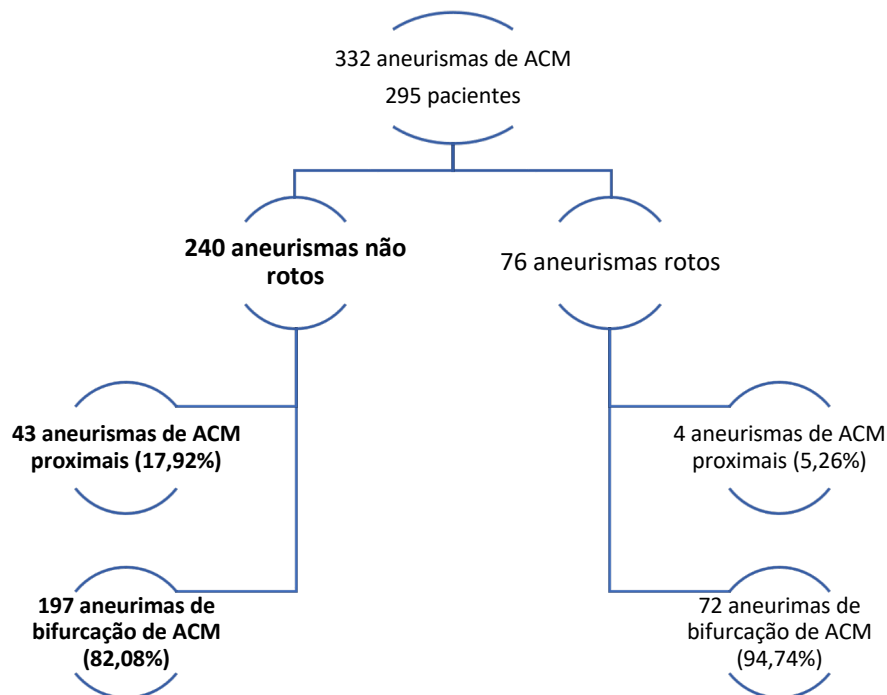 332 aneurismas de ACM
295 pacientes
240 aneurismas não
rotos
76 aneurismas rotos
43 aneurismas de ACM
proximais (17,92%)
4 aneurismas de ACM
proximais (5,26%)
197 aneurimas de
bifurcação de ACM
(82,08%)
72 aneurimas de
bifurcação de ACM
(94,74%)